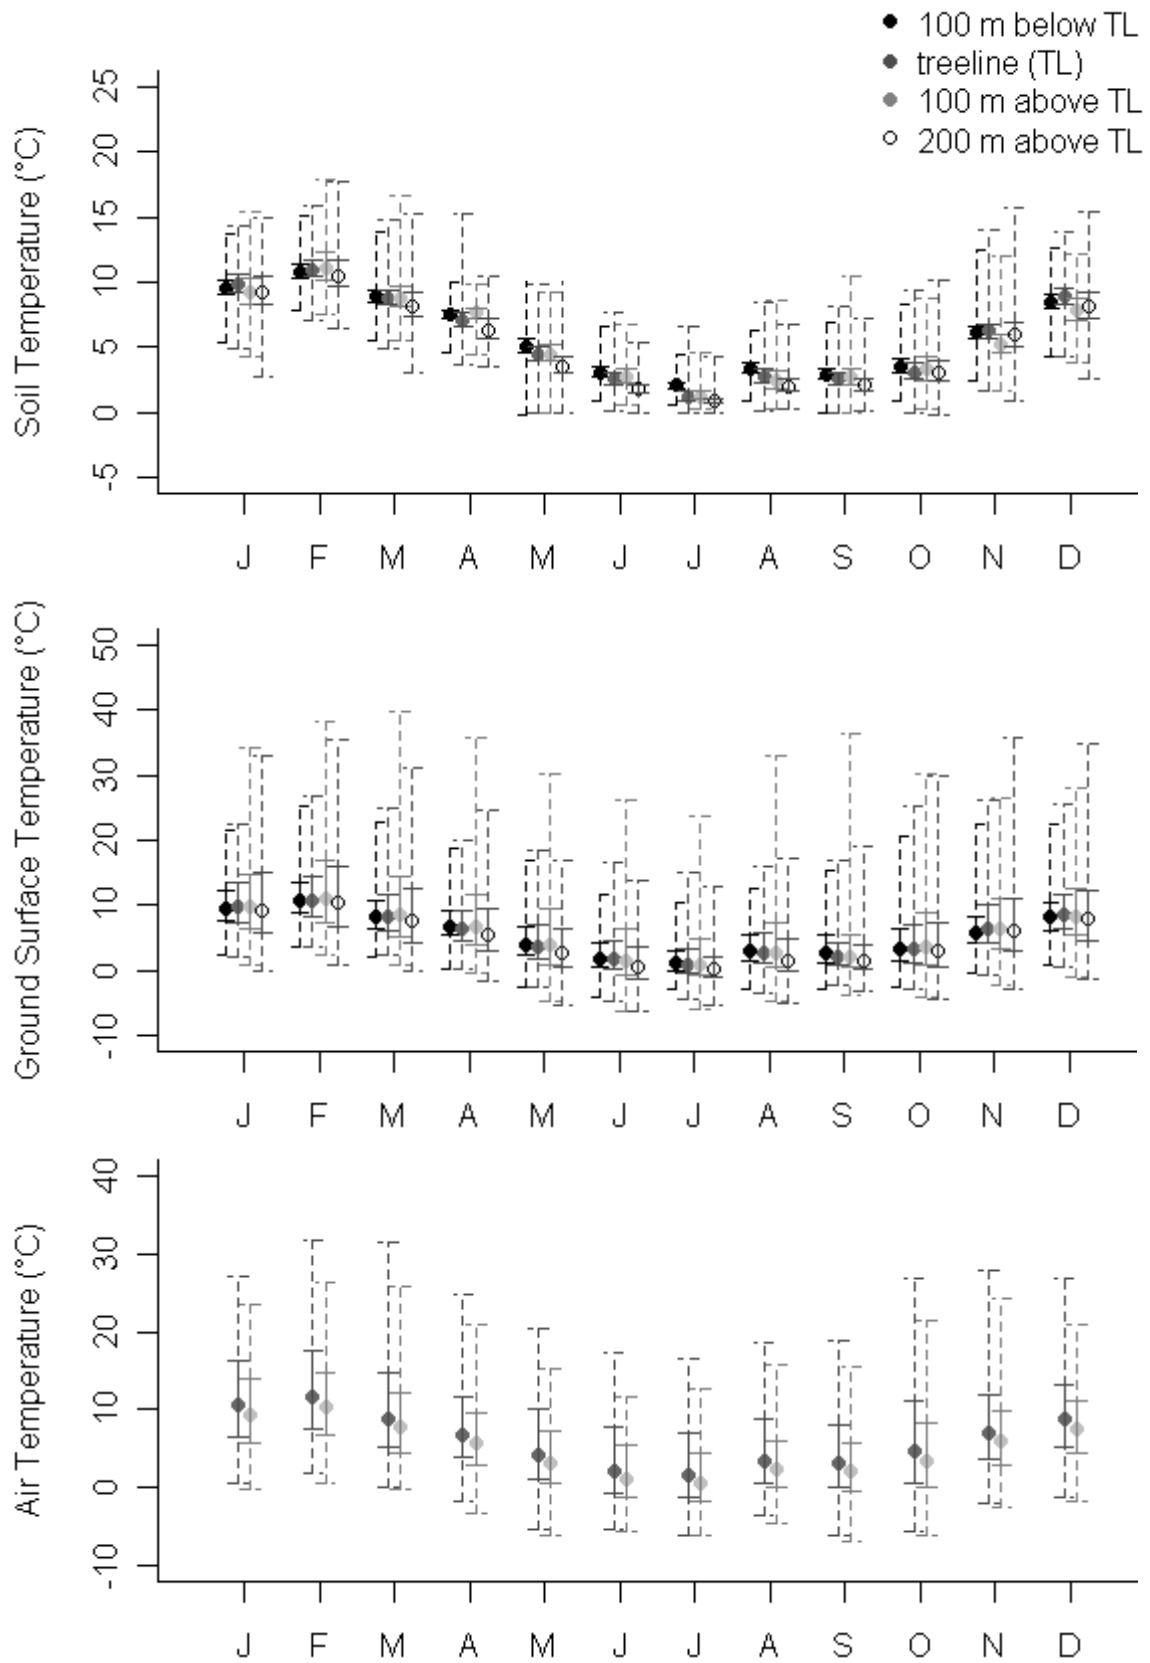 100 m below TL
treeline (TL)
100 m above TL
200 m above TL
Soil Temperature (°C)
25
20
15
10
5
0
-5
J F M A M J J A S O N D
Ground Surface Temperature (°C)
50
40
30
20
10
0
-10
J F M A M J J A S O N D
Air Temperature (°C)
40
30
20
10
0
-10
J F M A M J J A S O N D